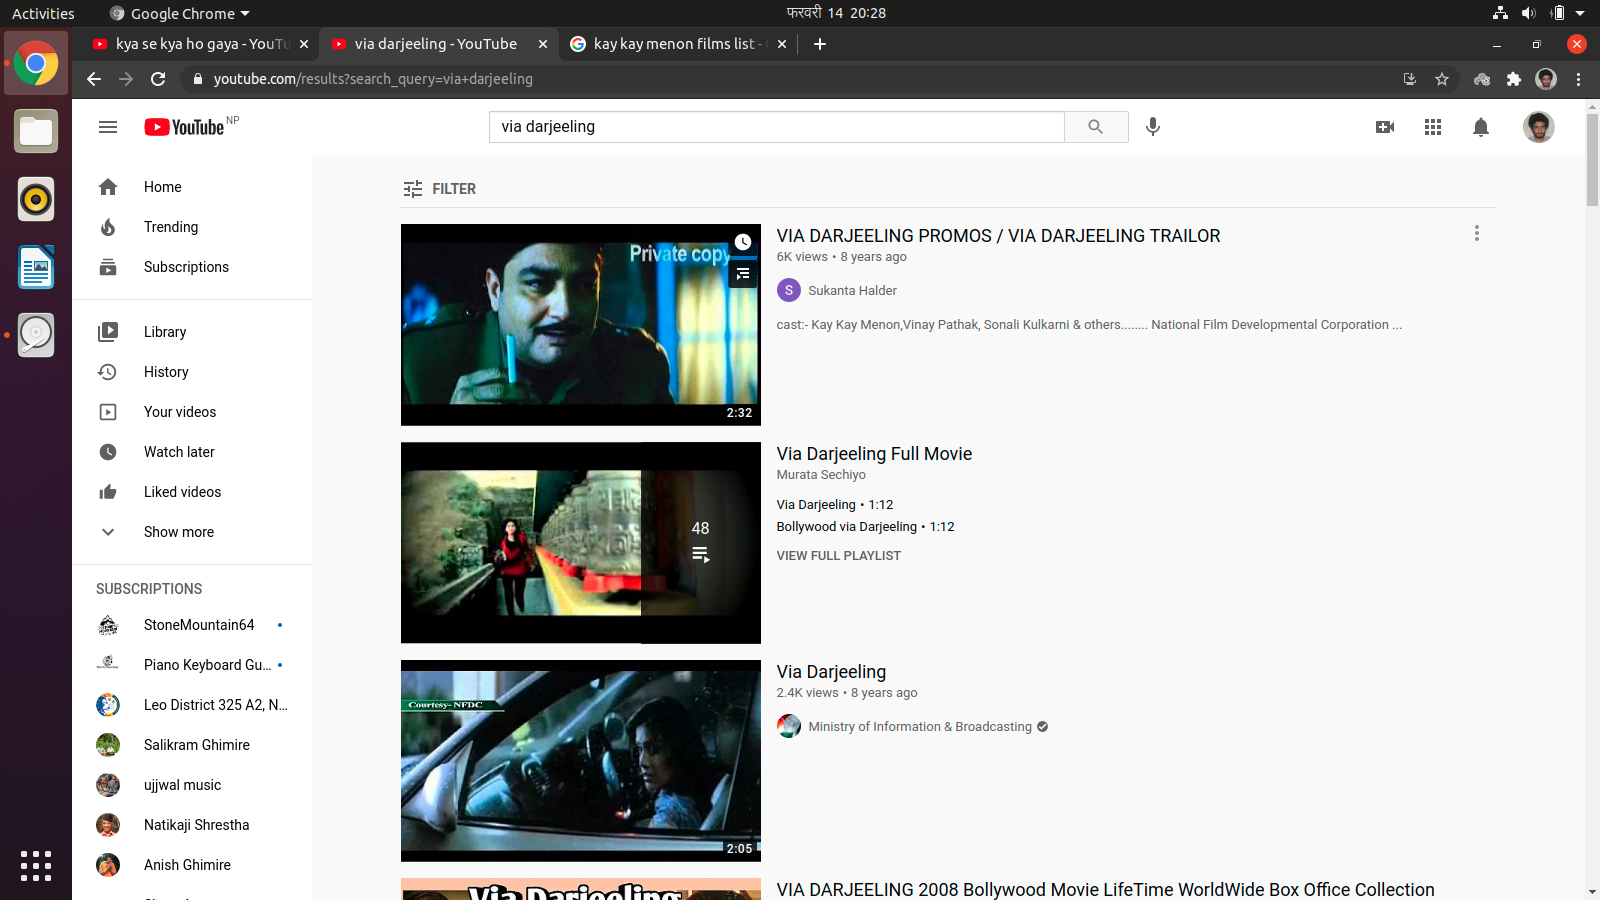 Activities
Google Chrome
फरवरी 14 20:28
kya se kya ho gaya - YouTu
via darjeeling - YouTube
kay kay menon films list -
youtube.com/results?search_query=via+darjeeling
YouTube NP
via darjeeling
Home
Trending
Subscriptions
Library
History
Your videos
Watch later
Liked videos
Show more
SUBSCRIPTIONS
StoneMountain64
Piano Keyboard Gu...
Leo District 325 A2, N...
Salikram Ghimire
ujjwal music
Natikaji Shrestha
Anish Ghimire
FILTER
Private copy
2:32
VIA DARJEELING PROMOS / VIA DARJEELING TRAILOR
6K views • 8 years ago
S
Sukanta Halder
cast:- Kay Kay Menon,Vinay Pathak, Sonali Kulkarni & others........ National Film Developmental Corporation ...
48
Via Darjeeling Full Movie
Murata Sechiyo
Via Darjeeling • 1:12
Bollywood via Darjeeling • 1:12
VIEW FULL PLAYLIST
Courtesy- NFDC
2:05
Via Darjeeling
2.4K views • 8 years ago
Ministry of Information & Broadcasting
Via Darjeeling
VIA DARJEELING 2008 Bollywood Movie LifeTime WorldWide Box Office Collection